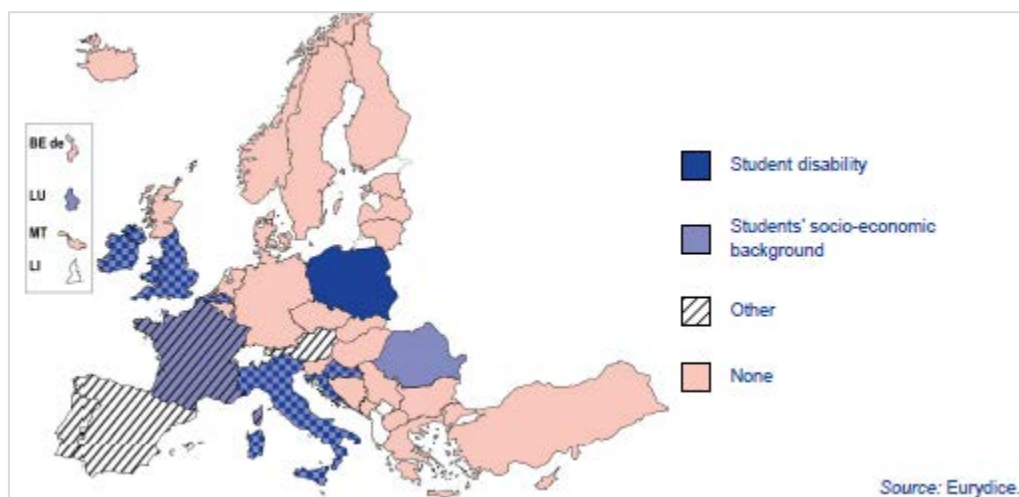 BE de
LU
MT
LI
Student disability
Students' socio-economic
background
Other
None
Source: Eurydice.